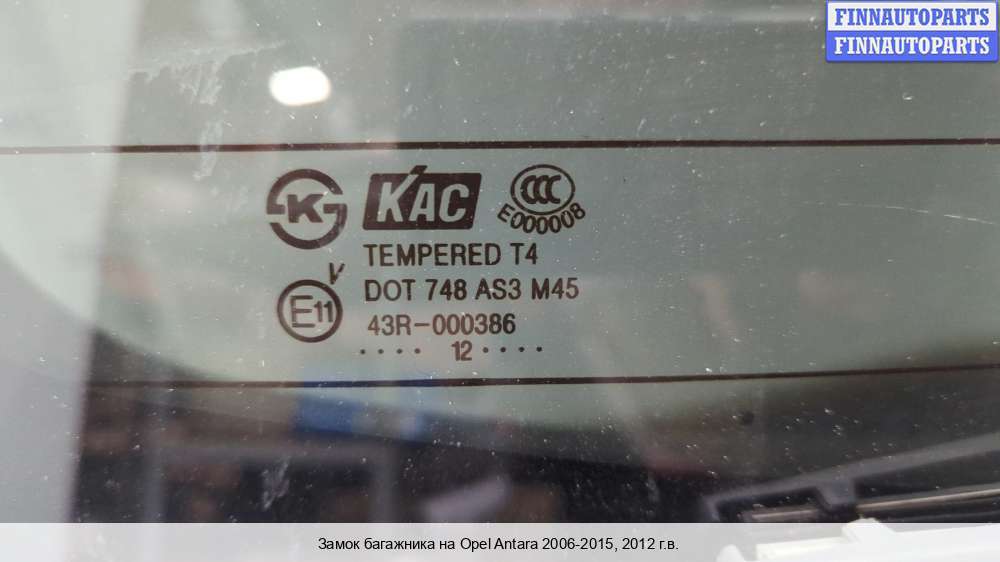 FINNAUTOPARTS
FINNAUTOPARTS
K KAC CCC
E000008
TEMPERED T4
V
DOT 748 AS3 M45
E11
43R-000386
.... 12 ....
Замок багажника на Opel Antara 2006-2015, 2012 г.в.